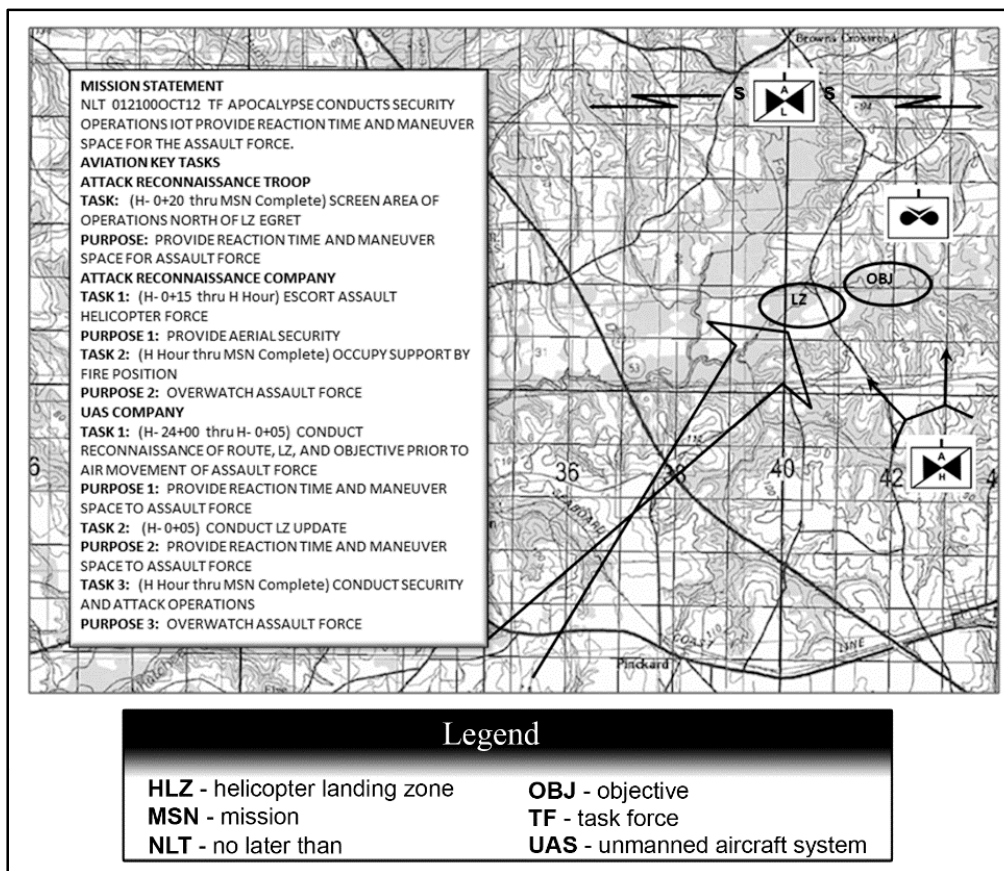 MISSION STATEMENT
NLT 012100OCT12 TF APOCALYPSE CONDUCTS SECURITY
OPERATIONS IOT PROVIDE REACTION TIME AND MANEUVER
SPACE FOR THE ASSAULT FORCE.
AVIATION KEY TASKS
ATTACK RECONNAISSANCE TROOP
TASK: (H- 0+20 thru MSN Complete) SCREEN AREA OF
OPERATIONS NORTH OF LZ EGRET
PURPOSE: PROVIDE REACTION TIME AND MANEUVER
SPACE FOR ASSAULT FORCE
ATTACK RECONNAISSANCE COMPANY
TASK 1: (H- 0+15 thru H Hour) ESCORT ASSAULT
HELICOPTER FORCE
PURPOSE 1: PROVIDE AERIAL SECURITY
TASK 2: (H Hour thru MSN Complete) OCCUPY SUPPORT BY
FIRE POSITION
PURPOSE 2: OVERWATCH ASSAULT FORCE
UAS COMPANY
TASK 1: (H- 24+00 thru H- 0+05) CONDUCT
RECONNAISSANCE OF ROUTE, LZ, AND OBJECTIVE PRIOR TO
AIR MOVEMENT OF ASSAULT FORCE
PURPOSE 1: PROVIDE REACTION TIME AND MANEUVER
SPACE TO ASSAULT FORCE
TASK 2: (H- 0+05) CONDUCT LZ UPDATE
PURPOSE 2: PROVIDE REACTION TIME AND MANEUVER
SPACE TO ASSAULT FORCE
TASK 3: (H Hour thru MSN Complete) CONDUCT SECURITY
AND ATTACK OPERATIONS
PURPOSE 3: OVERWATCH ASSAULT FORCE
Browns Crossroad
S A S
L
OBJ
LZ
31
53
A
H
36 38 40 42
SEABOARD
COAST LINE
Pinckard
Legend
HLZ - helicopter landing zone
MSN - mission
NLT - no later than
OBJ - objective
TF - task force
UAS - unmanned aircraft system